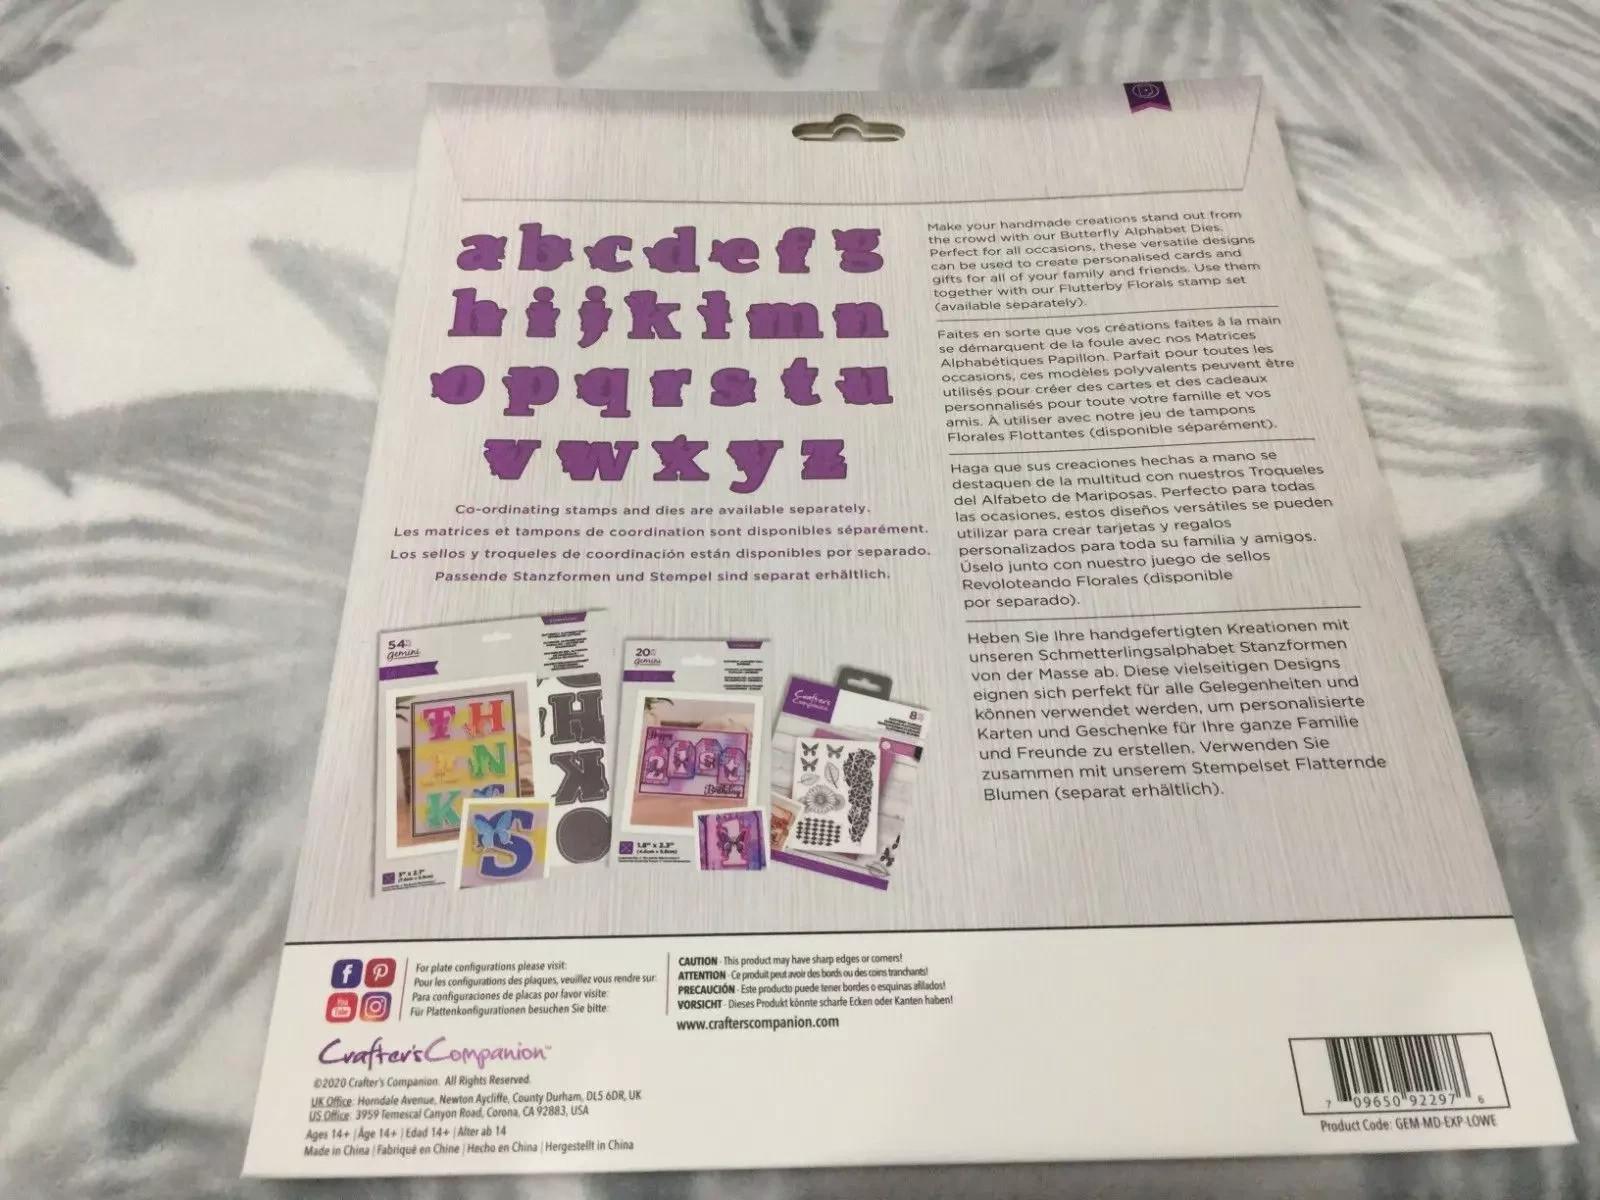 a b c d e f g
h i j k l m n
o p q r s t u
v w x y z
Co-ordinating stamps and dies are available separately.
Les matrices et tampons de coordination sont disponibles séparément.
Los sellos y troqueles de coordinación están disponibles por separado.
Passende Stanzformen und Stempel sind separat erhältlich.
Make your handmade creations stand out from
the crowd with our Butterfly Alphabet Dies.
Perfect for all occasions, these versatile designs
can be used to create personalised cards and
gifts for all of your family and friends. Use them
together with our Flutterby Florals stamp set
(available separately).
Faites en sorte que vos créations faites à la main
se démarquent de la foule avec nos Matrices
Alphabétiques Papillon. Parfait pour toutes les
occasions, ces modèles polyvalents peuvent être
utilisés pour créer des cartes et des cadeaux
personnalisés pour toute votre famille et vos
amis. À utiliser avec notre jeu de tampons
Florales Flottantes (disponible séparément).
Haga que sus creaciones hechas a mano se
destaquen de la multitud con nuestros Troqueles
del Alfabeto de Mariposas. Perfecto para todas
las ocasiones, estos diseños versátiles se pueden
utilizar para crear tarjetas y regalos
personalizados para toda su familia y amigos.
Úselo junto con nuestro juego de sellos
Revoloteando Florales (disponible
por separado).
Heben Sie Ihre handgefertigten Kreationen mit
unseren Schmetterlingsalphabet Stanzformen
von der Masse ab. Diese vielseitigen Designs
eignen sich perfekt für alle Gelegenheiten und
können verwendet werden, um personalisierte
Karten und Geschenke für Ihre ganze Familie
und Freunde zu erstellen. Verwenden Sie
zusammen mit unserem Stempelset Flatternde
Blumen (separat erhältlich).
54
gemini
T H
N
K
S
H
K
O
3" x 2.7"
20
gemini
Happy
Birthday
1.8" x 2.3"
(4.6cm x 5.8cm)
Crafter's
Companion
8
For plate configurations please visit:
Pour les configurations des plaques, veuillez vous rendre sur:
Para configuraciones de placas por favor visite:
Für Plattenkonfigurationen besuchen Sie bitte:
You
Tube
CAUTION - This product may have sharp edges or corners!
ATTENTION - Ce produit peut avoir des bords ou des coins tranchants!
PRECAUCIÓN - Este producto puede tener bordes o esquinas afilados!
VORSICHT - Dieses Produkt könnte scharfe Ecken oder Kanten haben!
www.crafterscompanion.com
Crafter's Companion™
©2020 Crafter's Companion. All Rights Reserved.
UK Office: Horndale Avenue, Newton Aycliffe, County Durham, DL5 6DR, UK
US Office: 3959 Temescal Canyon Road, Corona, CA 92883, USA
Ages 14+ | Âge 14+ | Edad 14+ | Alter ab 14
Made in China | Fabriqué en Chine | Hecho en China | Hergestellt in China
7 09650 92297 6
Product Code: GEM-MD-EXP-LOWE